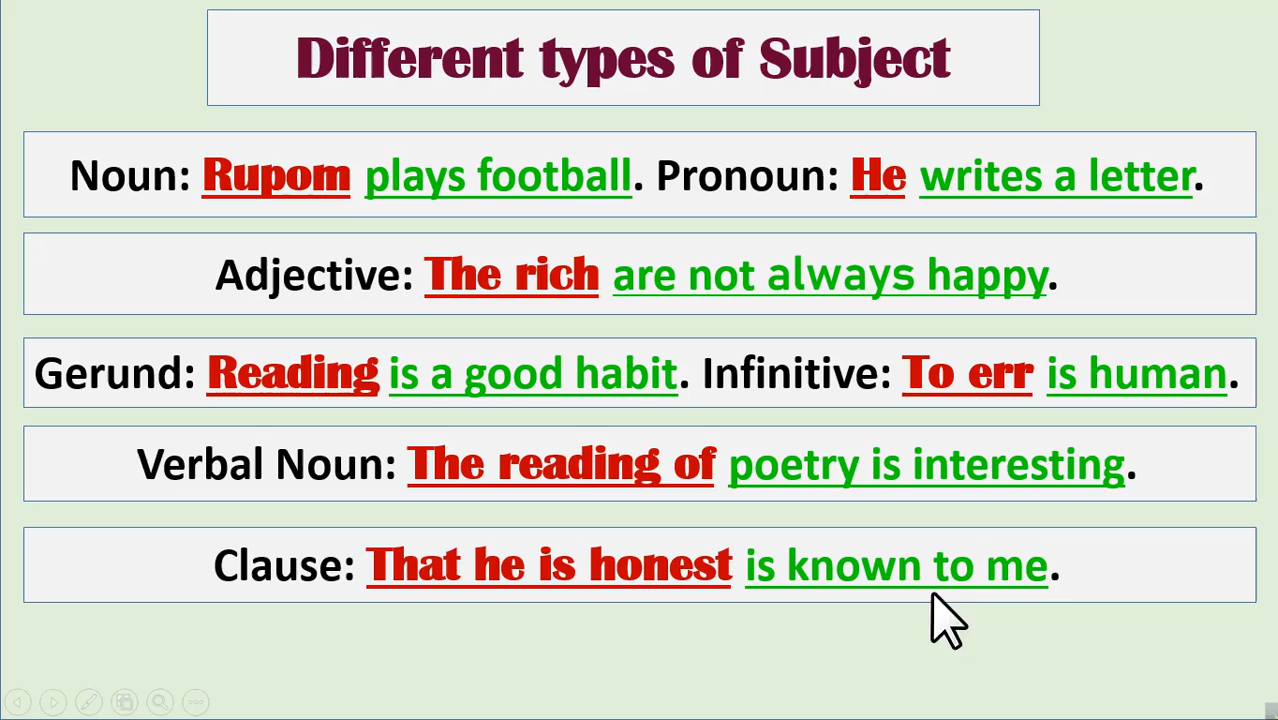 Different types of Subject
Noun: Rupom plays football. Pronoun: He writes a letter.
Adjective: The rich are not always happy.
Gerund: Reading is a good habit. Infinitive: To err is human.
Verbal Noun: The reading of poetry is interesting.
Clause: That he is honest is known to me.